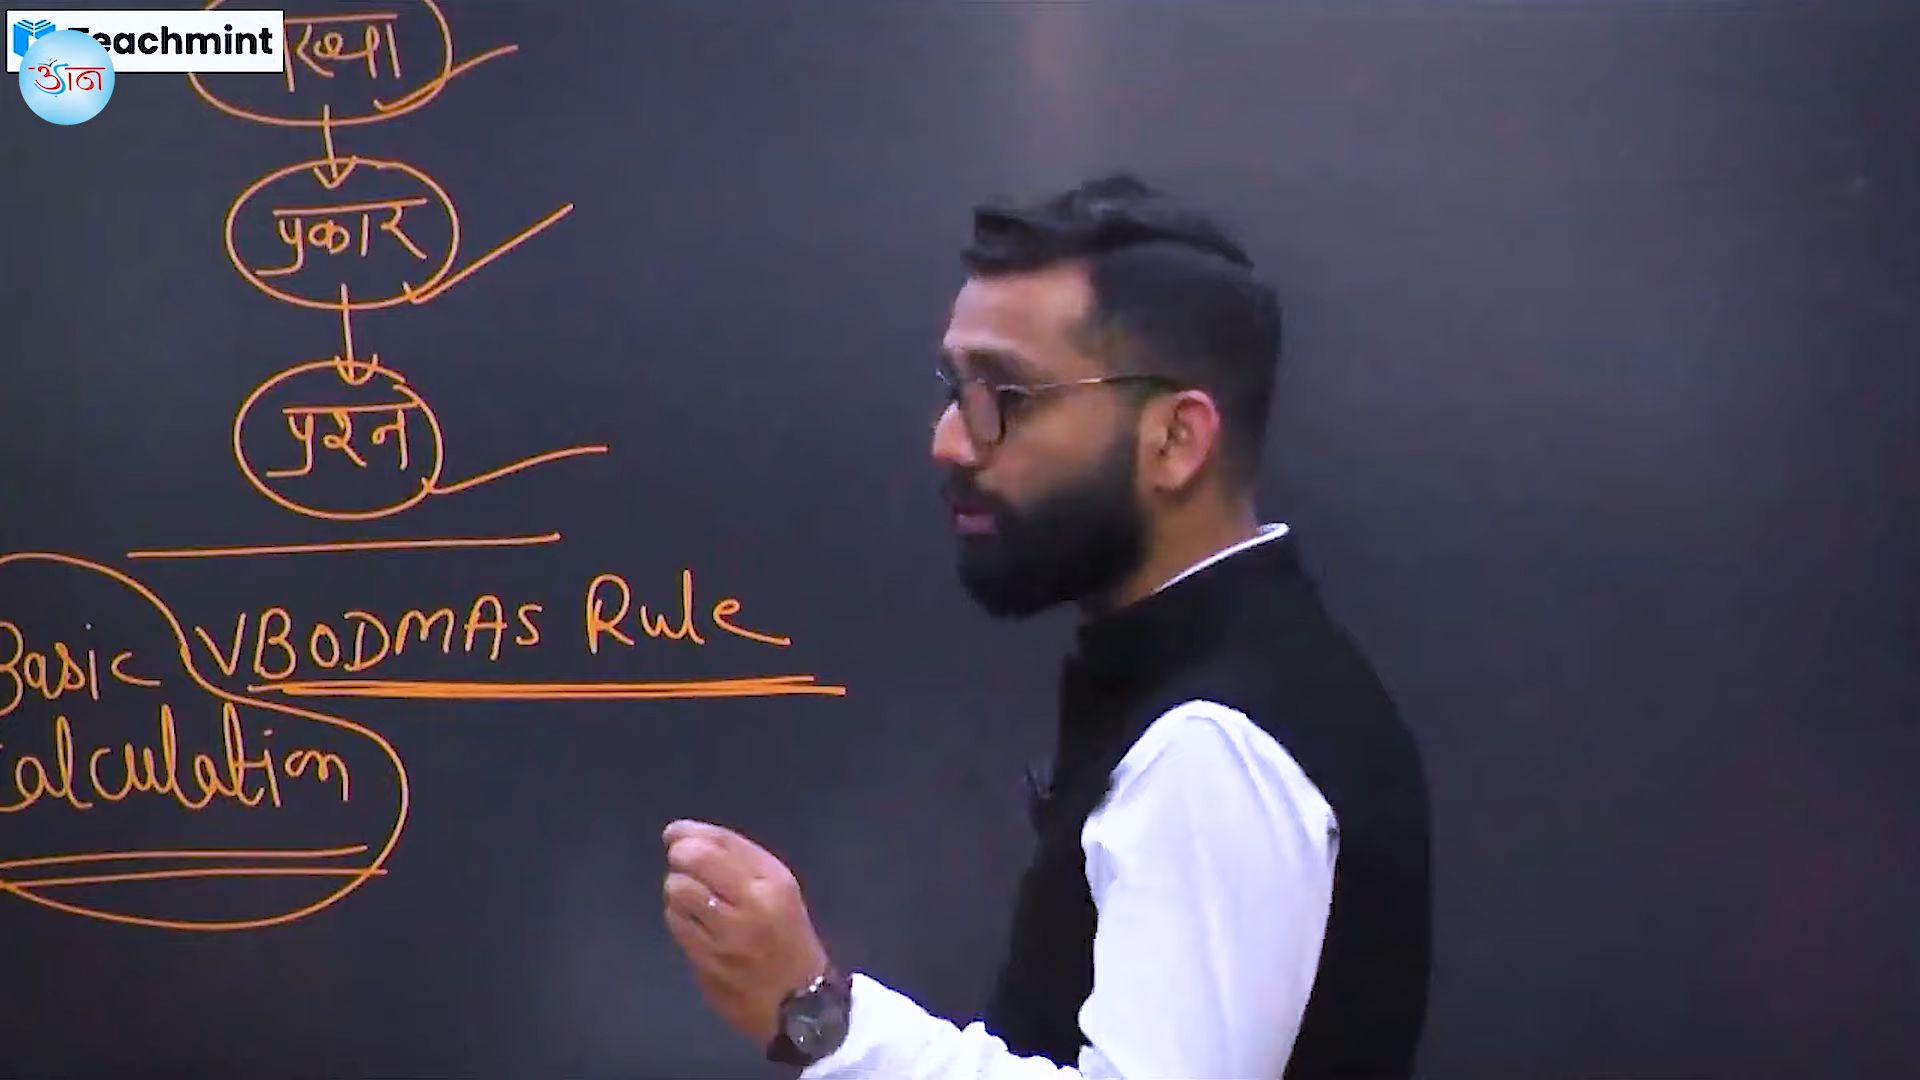 Teachmint
प्रकार
प्रश्न
VBODMAS Rule
Basic
Calculation